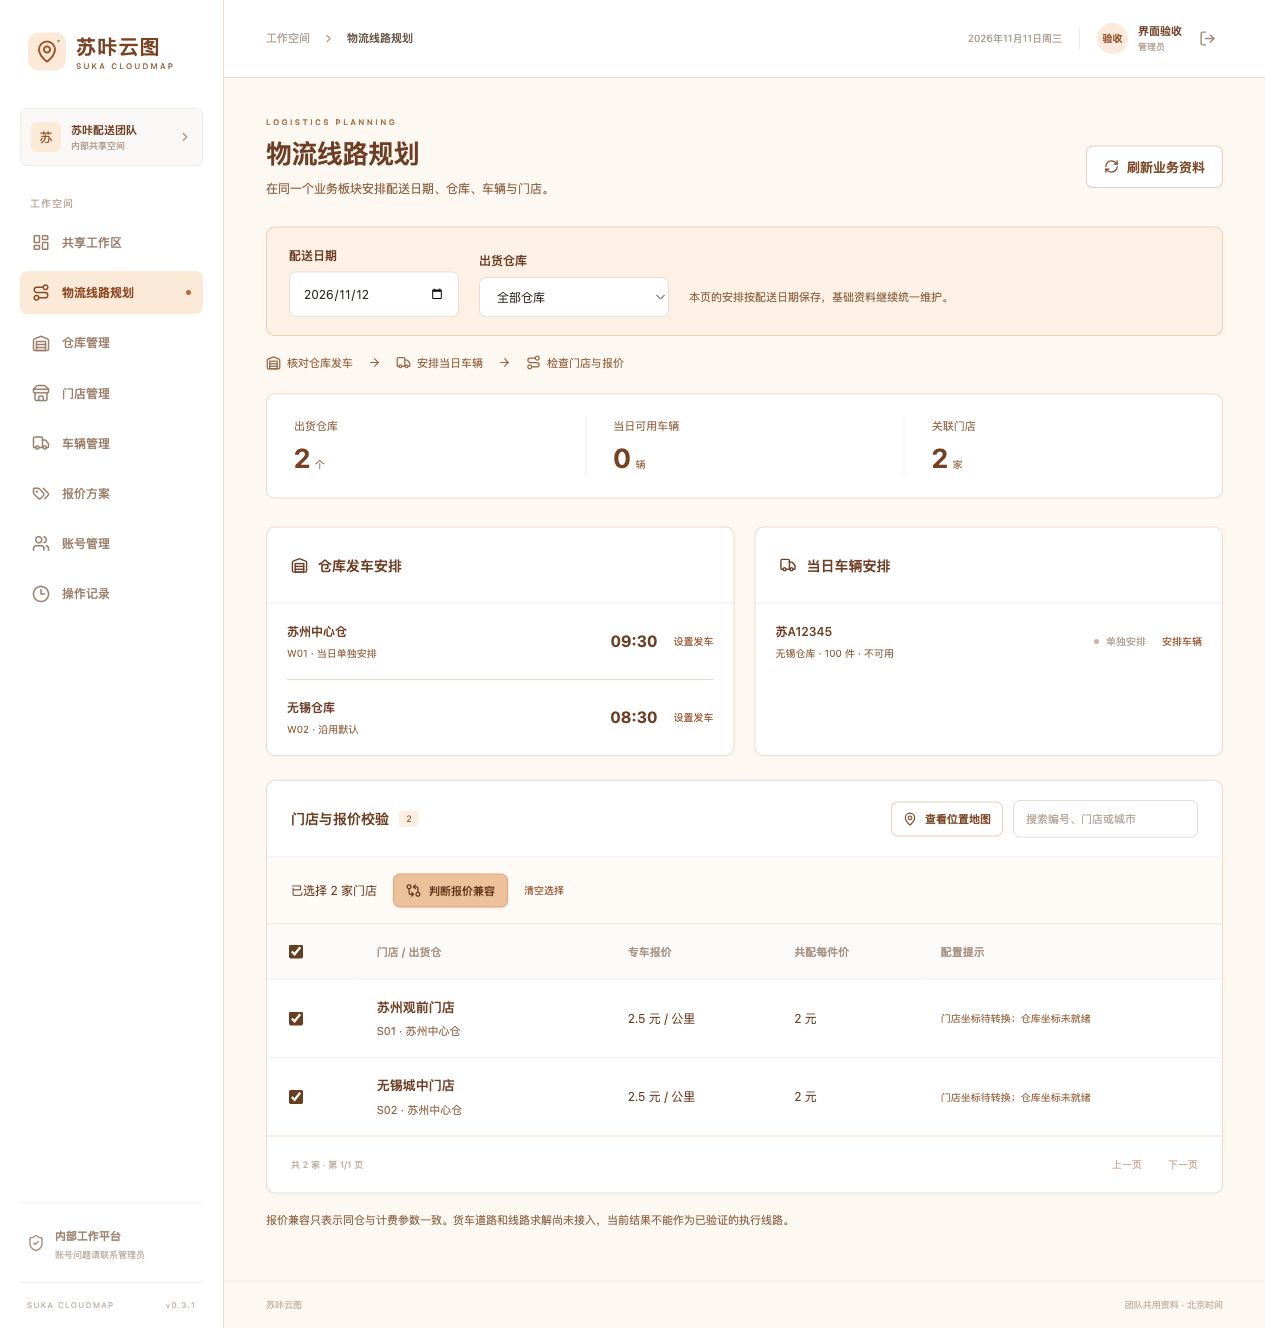 苏咔云图
SUKA CLOUDMAP
苏
苏咔配送团队
内部共享空间
工作空间
共享工作区
物流线路规划
仓库管理
门店管理
车辆管理
报价方案
账号管理
操作记录
内部工作平台
账号问题请联系管理员
SUKA CLOUDMAP v0.3.1
工作空间 物流线路规划
2026年11月11日周三
验收
界面验收
管理员
LOGISTICS PLANNING
物流线路规划
在同一个业务板块安排配送日期、仓库、车辆与门店。
刷新业务资料
配送日期
2026/11/12
出货仓库
全部仓库
本页的安排按配送日期保存，基础资料继续统一维护。
核对仓库发车 → 安排当日车辆 → 检查门店与报价
出货仓库
2 个
当日可用车辆
0 辆
关联门店
2 家
仓库发车安排
苏州中心仓
W01 · 当日单独安排
09:30 设置发车
无锡仓库
W02 · 沿用默认
08:30 设置发车
当日车辆安排
苏A12345
无锡仓库 · 100 件 · 不可用
单独安排 安排车辆
门店与报价校验 2
查看位置地图
搜索编号、门店或城市
已选择 2 家门店 判断报价兼容 清空选择
门店 / 出货仓 专车报价 共配每件价 配置提示
苏州观前门店
S01 · 苏州中心仓
2.5 元 / 公里 2 元 门店坐标待转换；仓库坐标未就绪
无锡城中门店
S02 · 苏州中心仓
2.5 元 / 公里 2 元 门店坐标待转换；仓库坐标未就绪
共 2 家 · 第 1/1 页
上一页 下一页
报价兼容只表示同仓与计费参数一致。货车道路和线路求解尚未接入，当前结果不能作为已验证的执行线路。
苏咔云图
团队共用资料 · 北京时间